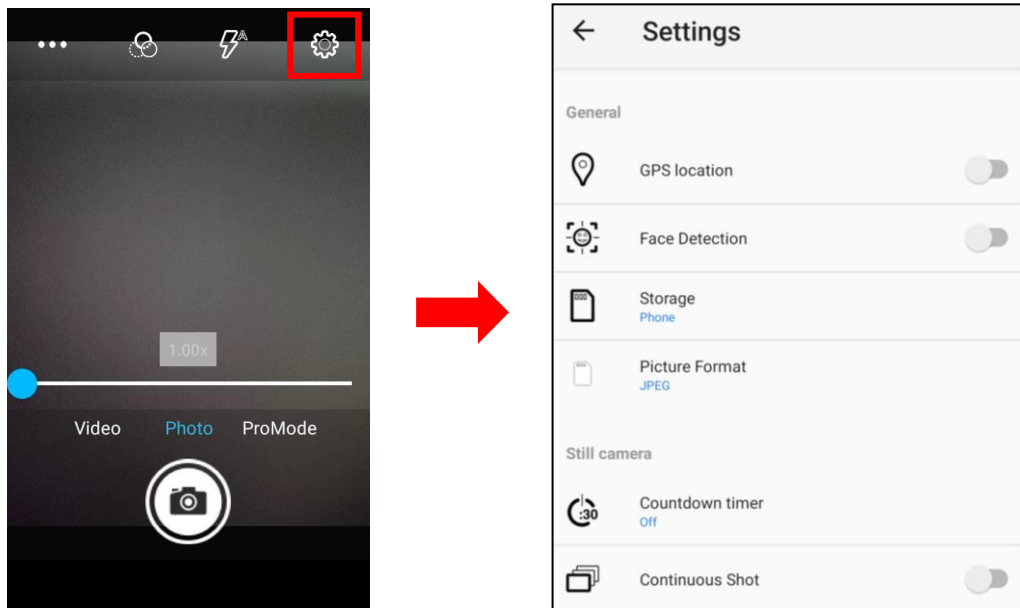 A
1.00x
Video Photo ProMode
Settings
General
GPS location
Face Detection
Storage
Phone
Picture Format
JPEG
Still camera
:30
Countdown timer
Off
Continuous Shot